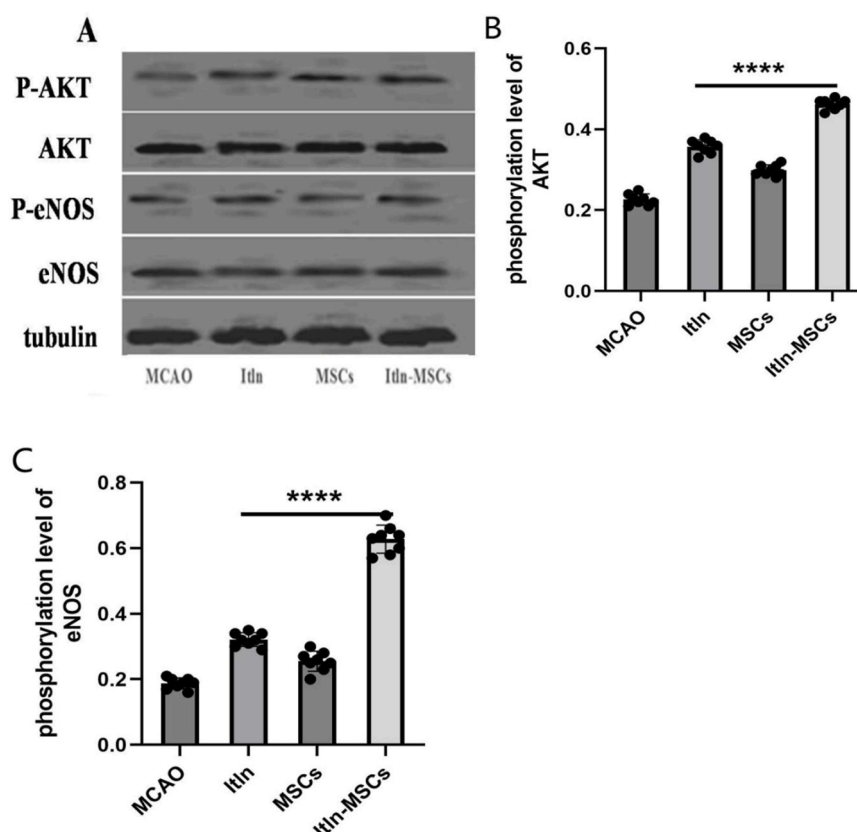 A
P-AKT
AKT
P-eNOS
eNOS
tubulin
MCAO
Itln
MSCs
Itln-MSCs
B
phosphorylation level of
AKT
0.6
0.4
0.2
0.0
****
MCAO
Itln
MSCs
Itln-MSCs
C
phosphorylation level of
eNOS
0.8
0.6
0.4
0.2
0.0
****
MCAO
Itln
MSCs
Itln-MSCs